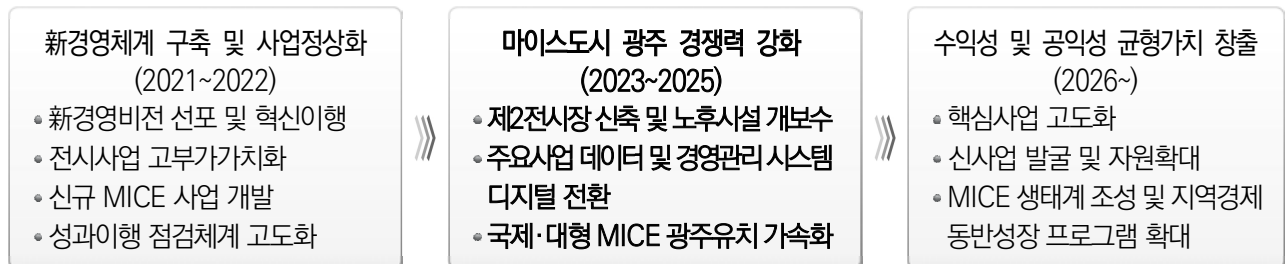 新경영체계 구축 및 사업정상화
(2021~2022)
• 新경영비전 선포 및 혁신이행
• 전시사업 고부가가치화
• 신규 MICE 사업 개발
• 성과이행 점검체계 고도화
마이스도시 광주 경쟁력 강화
(2023~2025)
• 제2전시장 신축 및 노후시설 개보수
• 주요사업 데이터 및 경영관리 시스템
디지털 전환
• 국제·대형 MICE 광주유치 가속화
수익성 및 공익성 균형가치 창출
(2026~)
• 핵심사업 고도화
• 신사업 발굴 및 자원확대
• MICE 생태계 조성 및 지역경제
동반성장 프로그램 확대